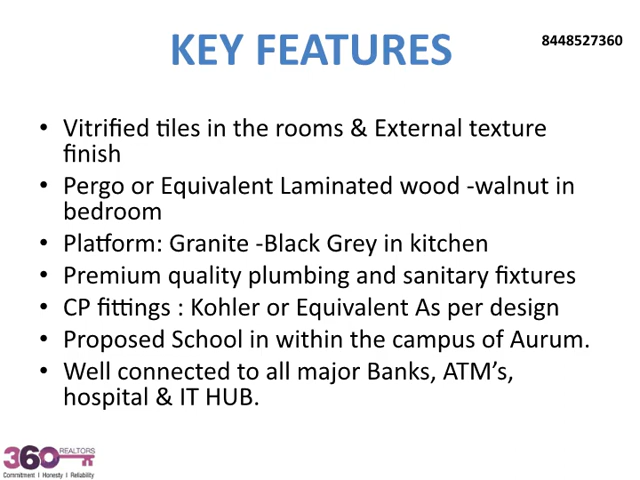 KEY FEATURES
8448527360
• Vitrified tiles in the rooms & External texture
finish
• Pergo or Equivalent Laminated wood -walnut in
bedroom
• Platform: Granite -Black Grey in kitchen
• Premium quality plumbing and sanitary fixtures
• CP fittings : Kohler or Equivalent As per design
• Proposed School in within the campus of Aurum.
• Well connected to all major Banks, ATM’s,
hospital & IT HUB.
360 REALTORS
Commitment I Honesty I Reliability